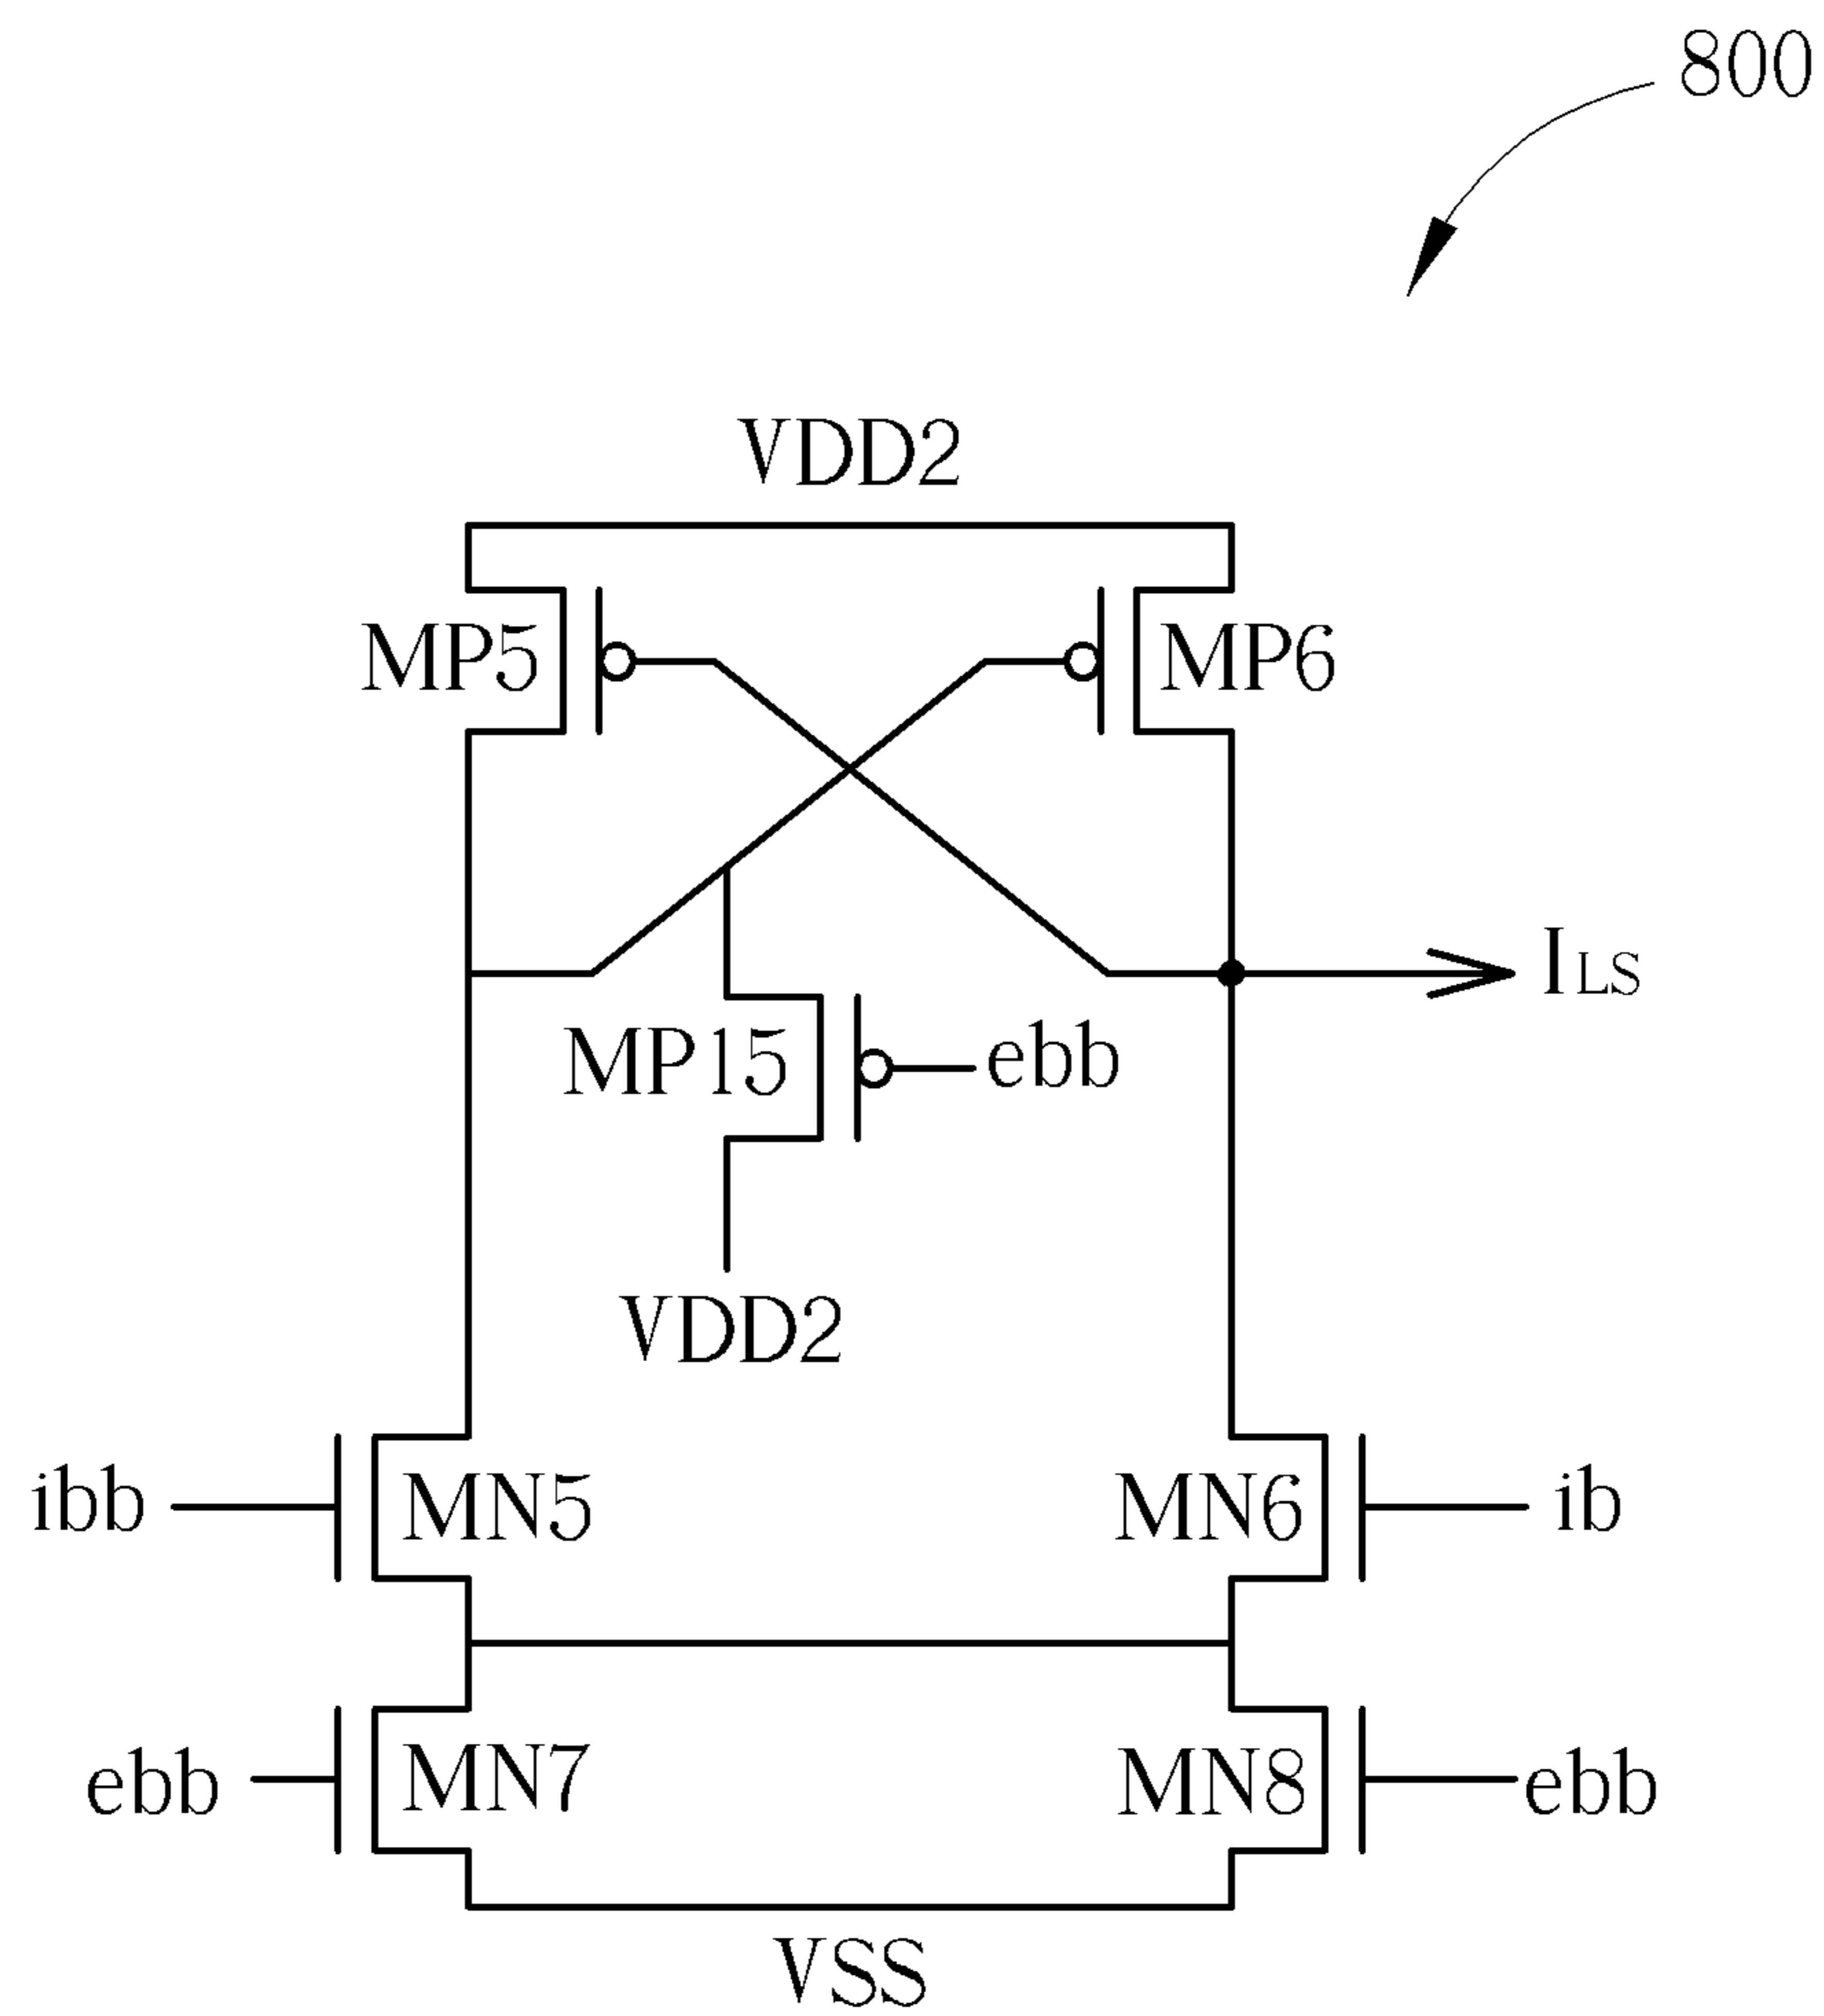 800
VDD2
MP5
MP6
ILS
MP15
ebb
VDD2
ibb
MN5
MN6
ib
ebb
MN7
MN8
ebb
VSS